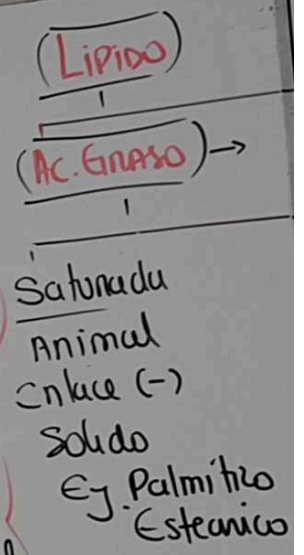 (LIPIDO)
(AC. GRASO) →
Saturada
Animal
Enlace (-)
Solido
Ej. Palmitico
Estearico